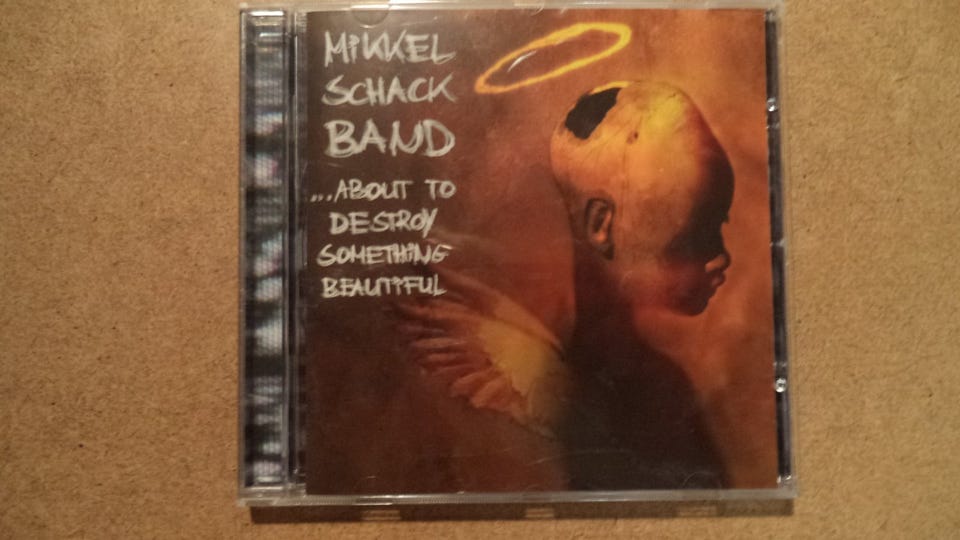 MiKKEL
SCHACK
BAND
...ABOUT TO
DESTROY
SOMETHiNG
BEAUTiFUL